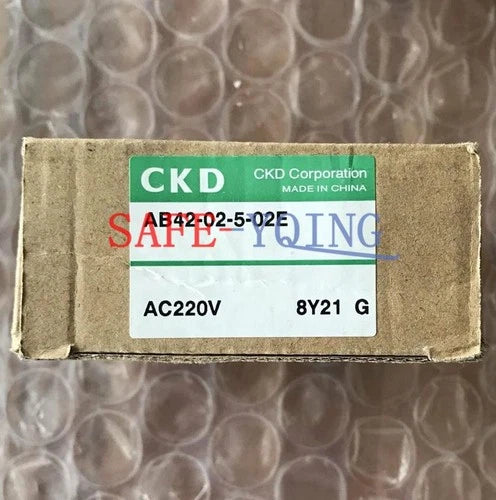 CKD
CKD Corporation
MADE IN CHINA
AB42-02-5-02E
SAFE-YQING
AC220V 8Y21 G